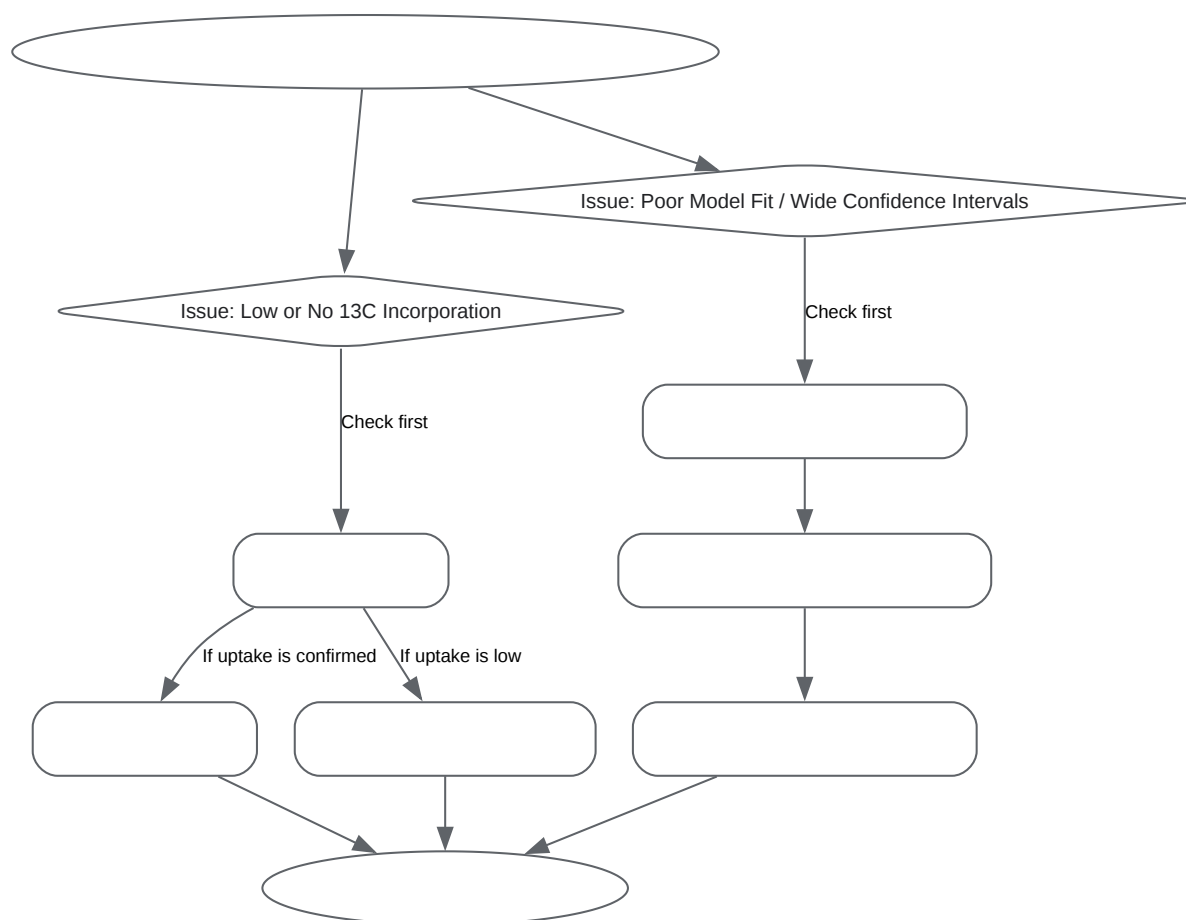 Issue: Poor Model Fit / Wide Confidence Intervals
Issue: Low or No 13C Incorporation
Check first
Check first
If uptake is confirmed
If uptake is low